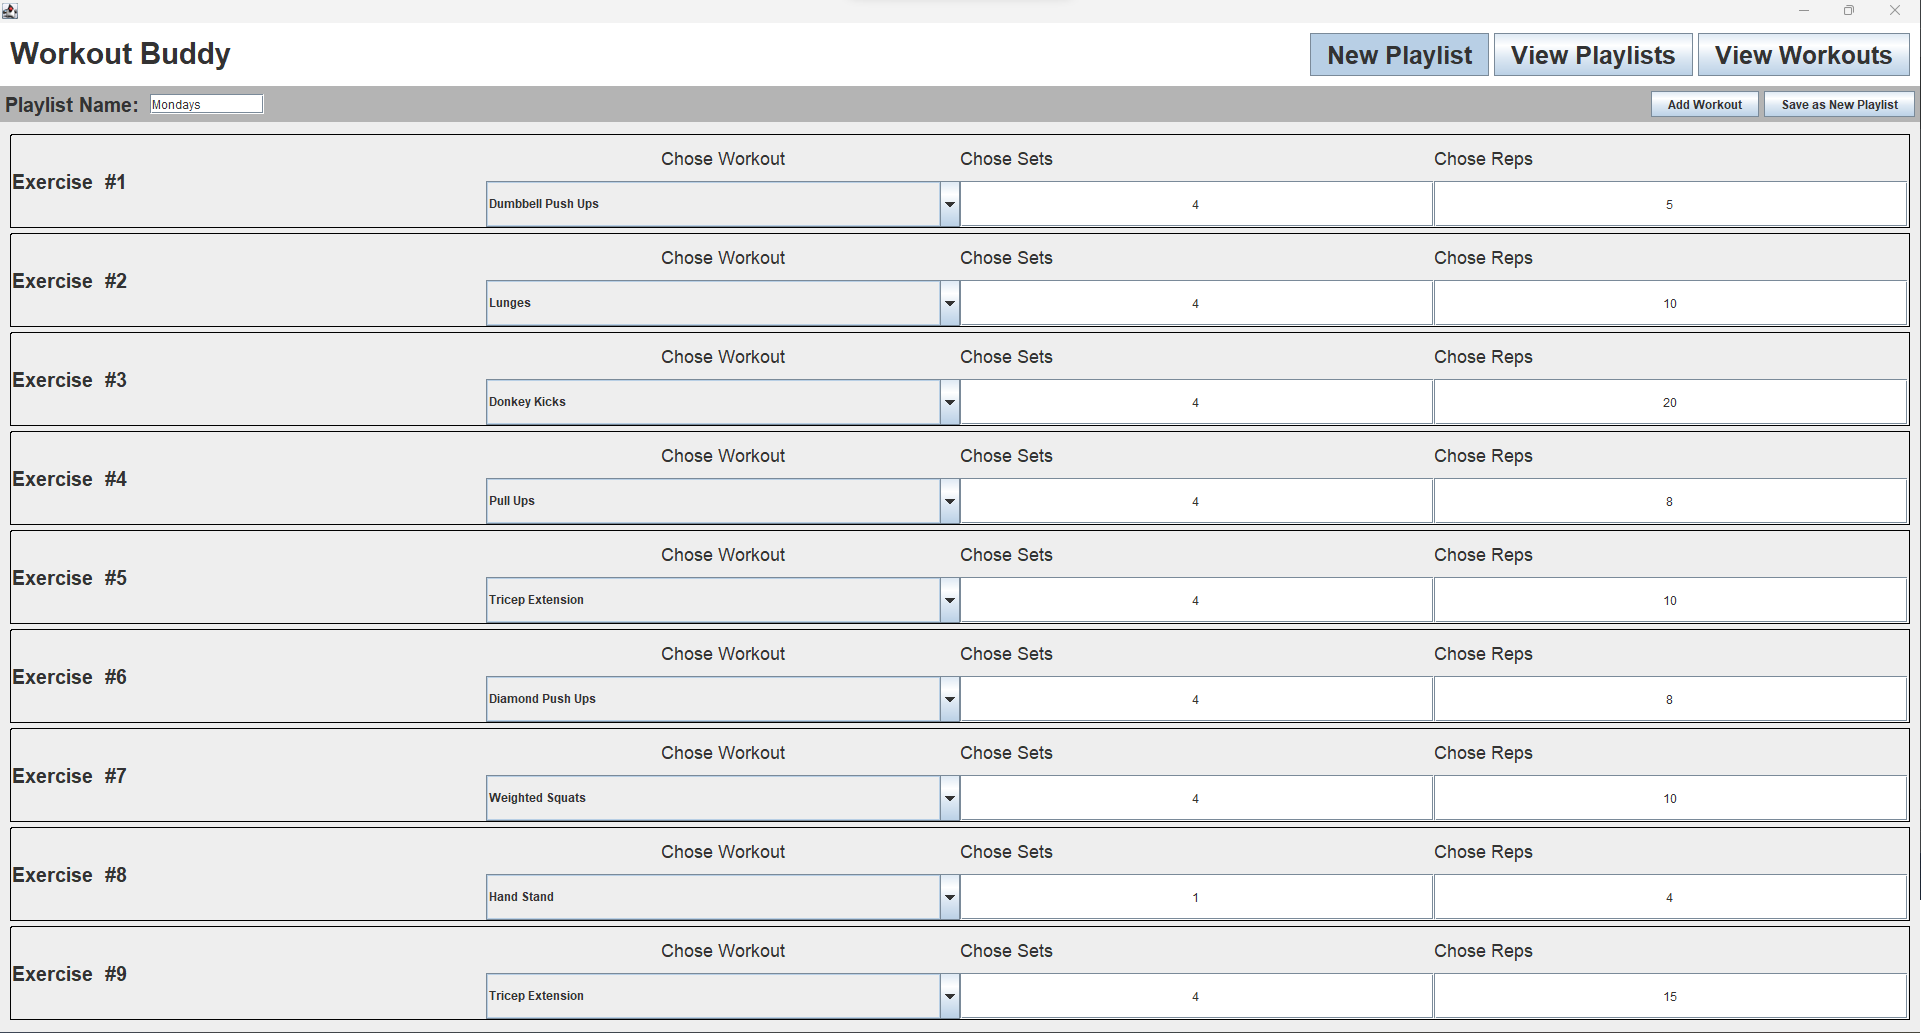 Workout Buddy New Playlist View Playlists View Workouts
Playlist Name: Mondays Add Workout Save as New Playlist
Chose Workout Chose Sets Chose Reps
Exercise #1
Dumbbell Push Ups 4 5
Chose Workout Chose Sets Chose Reps
Exercise #2
Lunges 4 10
Chose Workout Chose Sets Chose Reps
Exercise #3
Donkey Kicks 4 20
Chose Workout Chose Sets Chose Reps
Exercise #4
Pull Ups 4 8
Chose Workout Chose Sets Chose Reps
Exercise #5
Tricep Extension 4 10
Chose Workout Chose Sets Chose Reps
Exercise #6
Diamond Push Ups 4 8
Chose Workout Chose Sets Chose Reps
Exercise #7
Weighted Squats 4 10
Chose Workout Chose Sets Chose Reps
Exercise #8
Hand Stand 1 4
Chose Workout Chose Sets Chose Reps
Exercise #9
Tricep Extension 4 15